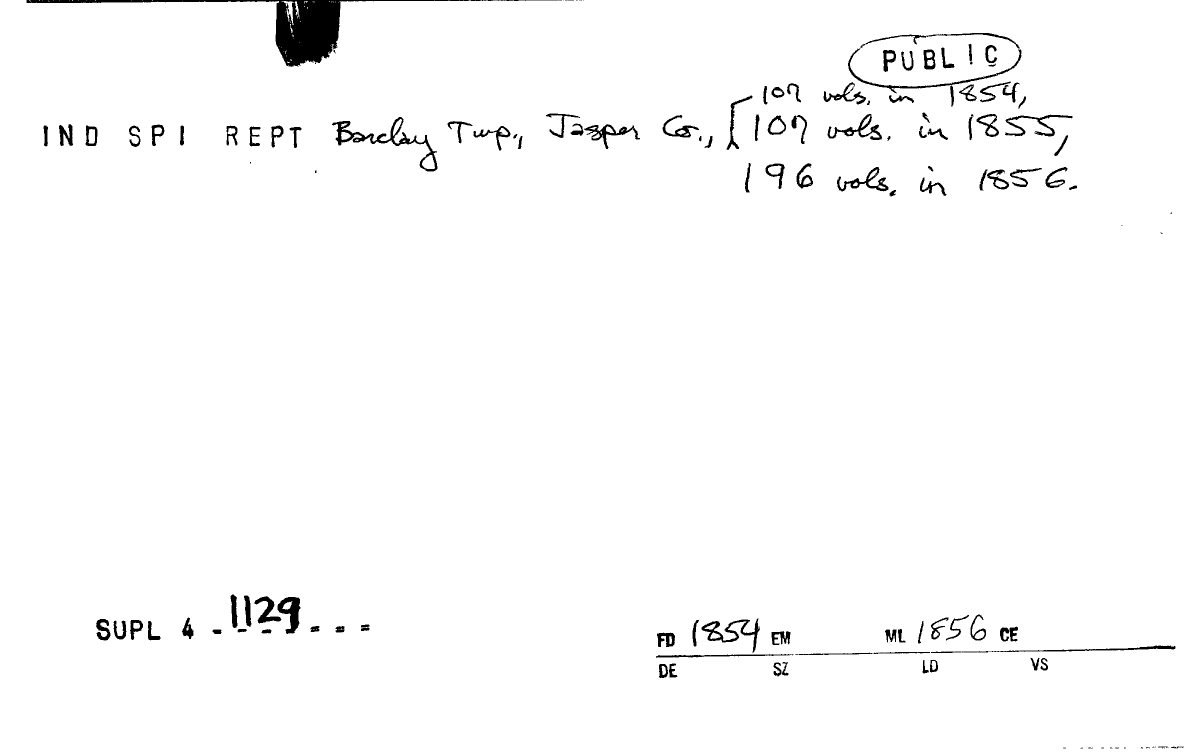 PUBLIC
107 vols. in 1854,
IND SPI REPT Barclay Twp., Jasper Co., 107 vols. in 1855,
196 vols. in 1856.
SUPL 4 1129
FD 1854 EM ML 1856 CE
DE SZ LD VS